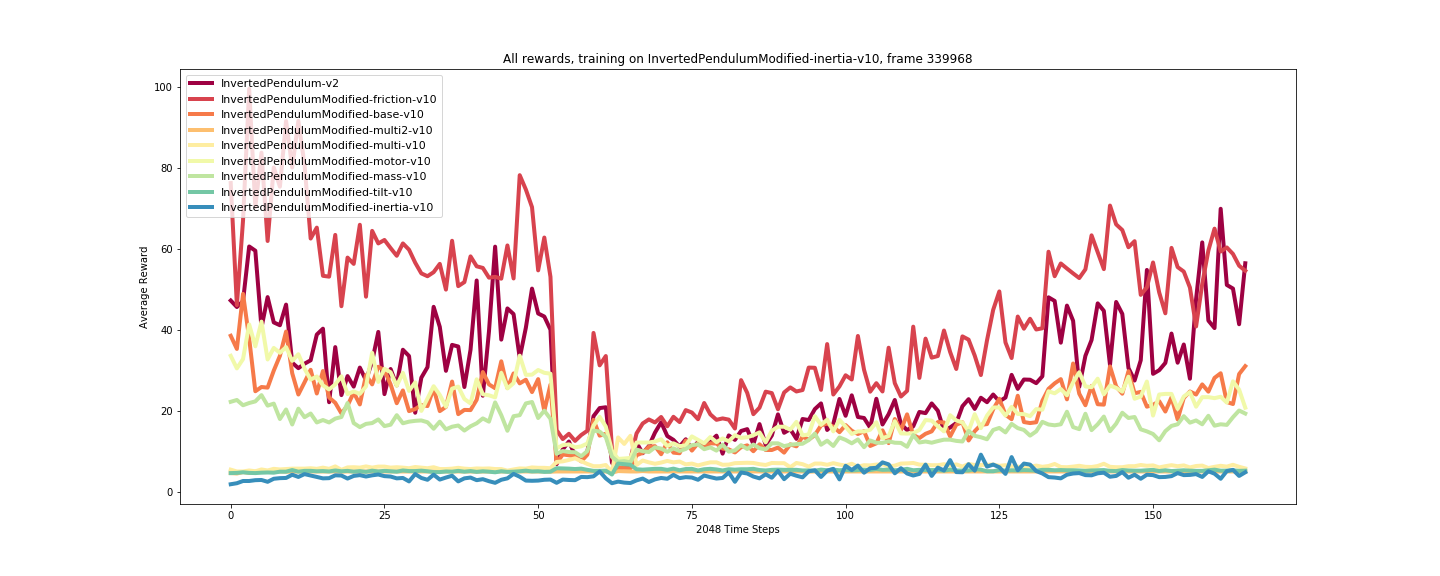 All rewards, training on InvertedPendulumModified-inertia-v10, frame 339968
InvertedPendulum-v2
InvertedPendulumModified-friction-v10
InvertedPendulumModified-base-v10
InvertedPendulumModified-multi2-v10
InvertedPendulumModified-multi-v10
InvertedPendulumModified-motor-v10
InvertedPendulumModified-mass-v10
InvertedPendulumModified-tilt-v10
InvertedPendulumModified-inertia-v10
Average Reward
100
80
60
40
20
0
0 25 50 75 100 125 150
2048 Time Steps